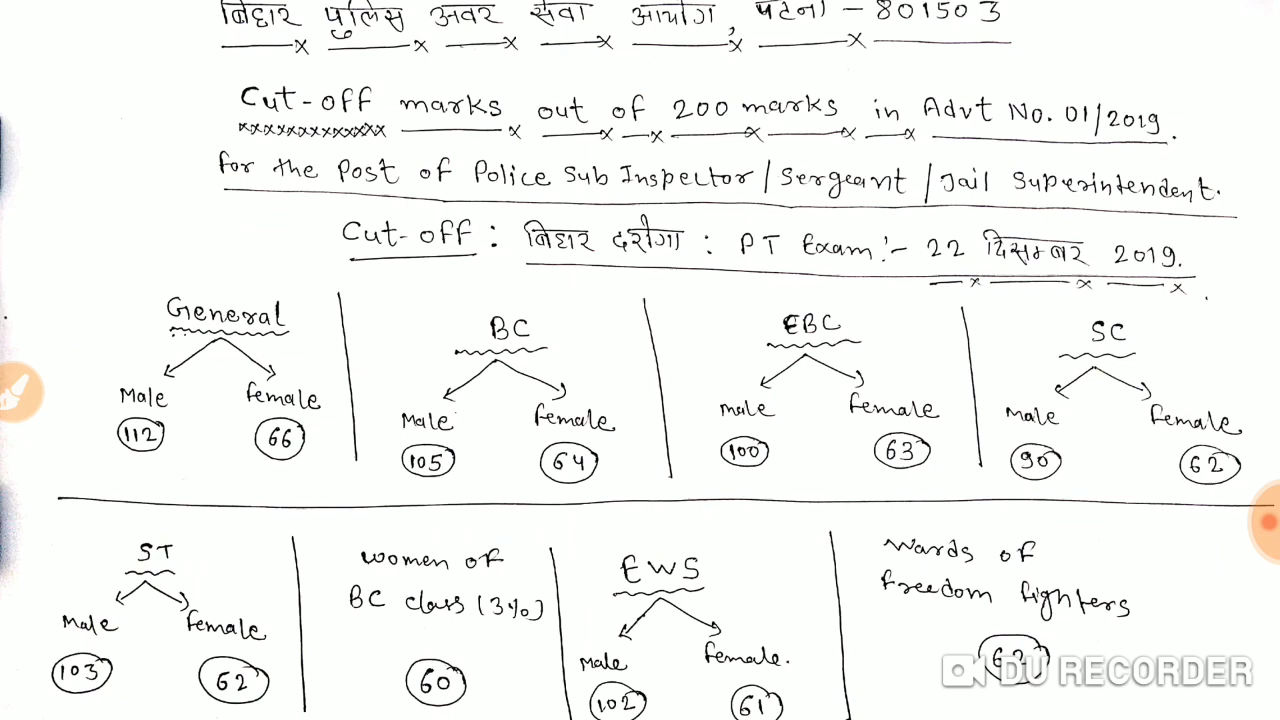 बिहार पुलिस अवर सेवा आयोग, पटना - 801503
Cut-off marks out of 200 marks in Advt No. 01/2019.
for the Post of Police Sub Inspector / Sergeant / Jail Superintendent.
Cut-off : बिहार दरोगा : PT Exam :- 22 दिसम्बर 2019.
General BC EBC SC
Male female Male female male female Male female
112 66 105 64 100 63 90 62
ST women of BC class (3%) EWS wards of freedom fighters
Male female Male female.
103 62 60 102 61
DU RECORDER